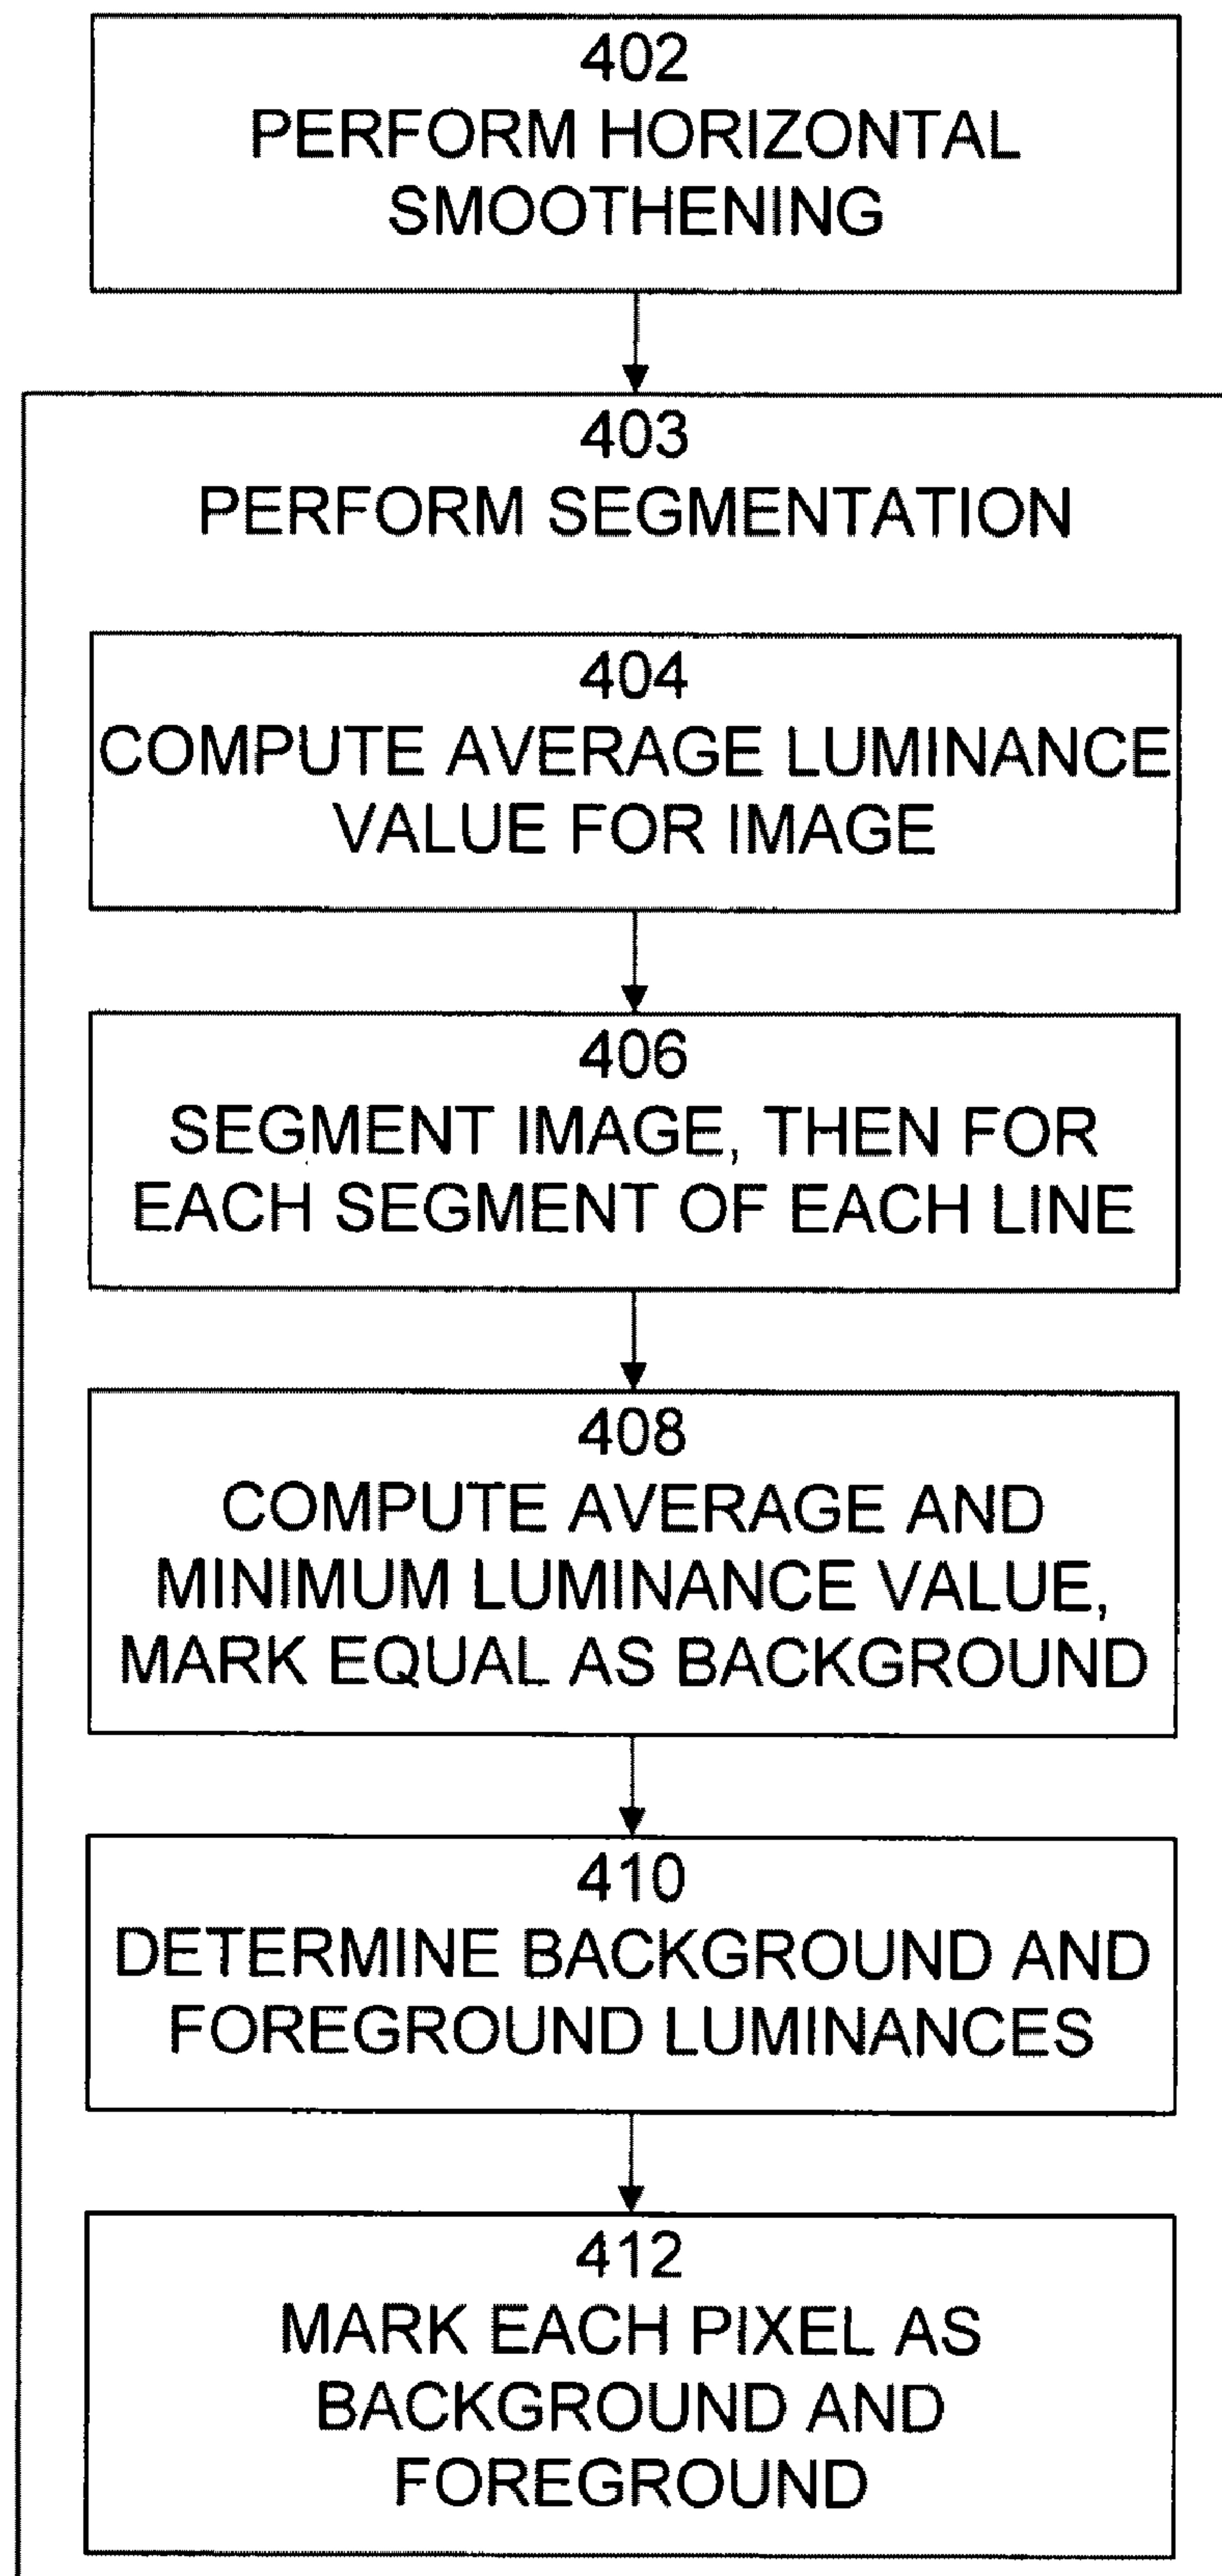 402
PERFORM HORIZONTAL
SMOOTHENING
403
PERFORM SEGMENTATION
404
COMPUTE AVERAGE LUMINANCE
VALUE FOR IMAGE
406
SEGMENT IMAGE, THEN FOR
EACH SEGMENT OF EACH LINE
408
COMPUTE AVERAGE AND
MINIMUM LUMINANCE VALUE,
MARK EQUAL AS BACKGROUND
410
DETERMINE BACKGROUND AND
FOREGROUND LUMINANCES
412
MARK EACH PIXEL AS
BACKGROUND AND
FOREGROUND